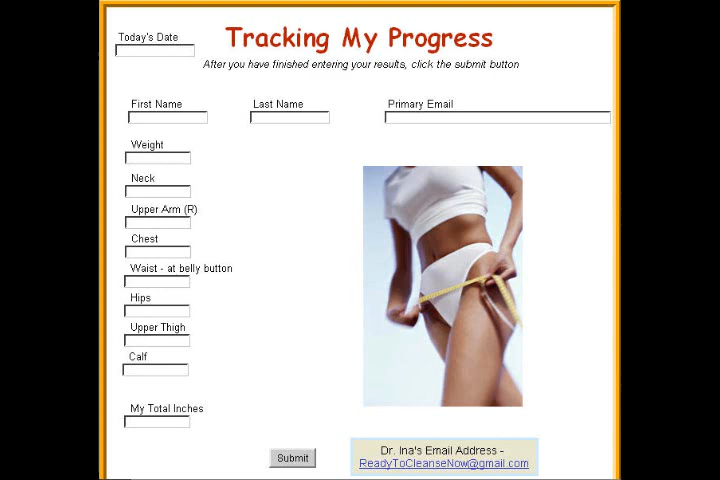 Today's Date
Tracking My Progress
After you have finished entering your results, click the submit button
First Name
Last Name
Primary Email
Weight
Neck
Upper Arm (R)
Chest
Waist - at belly button
Hips
Upper Thigh
Calf
My Total Inches
Submit
Dr. Ina's Email Address -
ReadyToCleanseNow@gmail.com